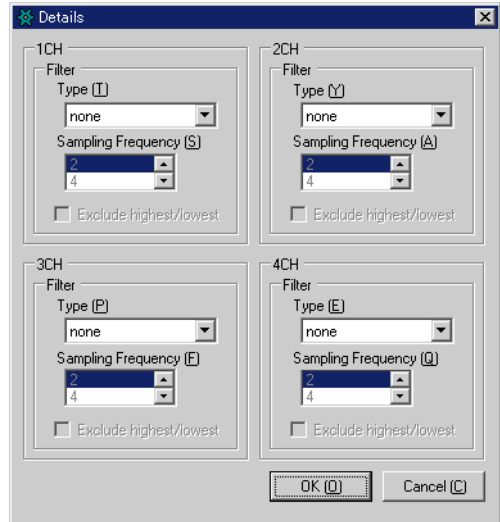 Details
1CH
Filter
Type (T)
none
Sampling Frequency (S)
2
4
Exclude highest/lowest
2CH
Filter
Type (Y)
none
Sampling Frequency (A)
2
4
Exclude highest/lowest
3CH
Filter
Type (P)
none
Sampling Frequency (F)
2
4
Exclude highest/lowest
4CH
Filter
Type (E)
none
Sampling Frequency (Q)
2
4
Exclude highest/lowest
OK (O)
Cancel (C)